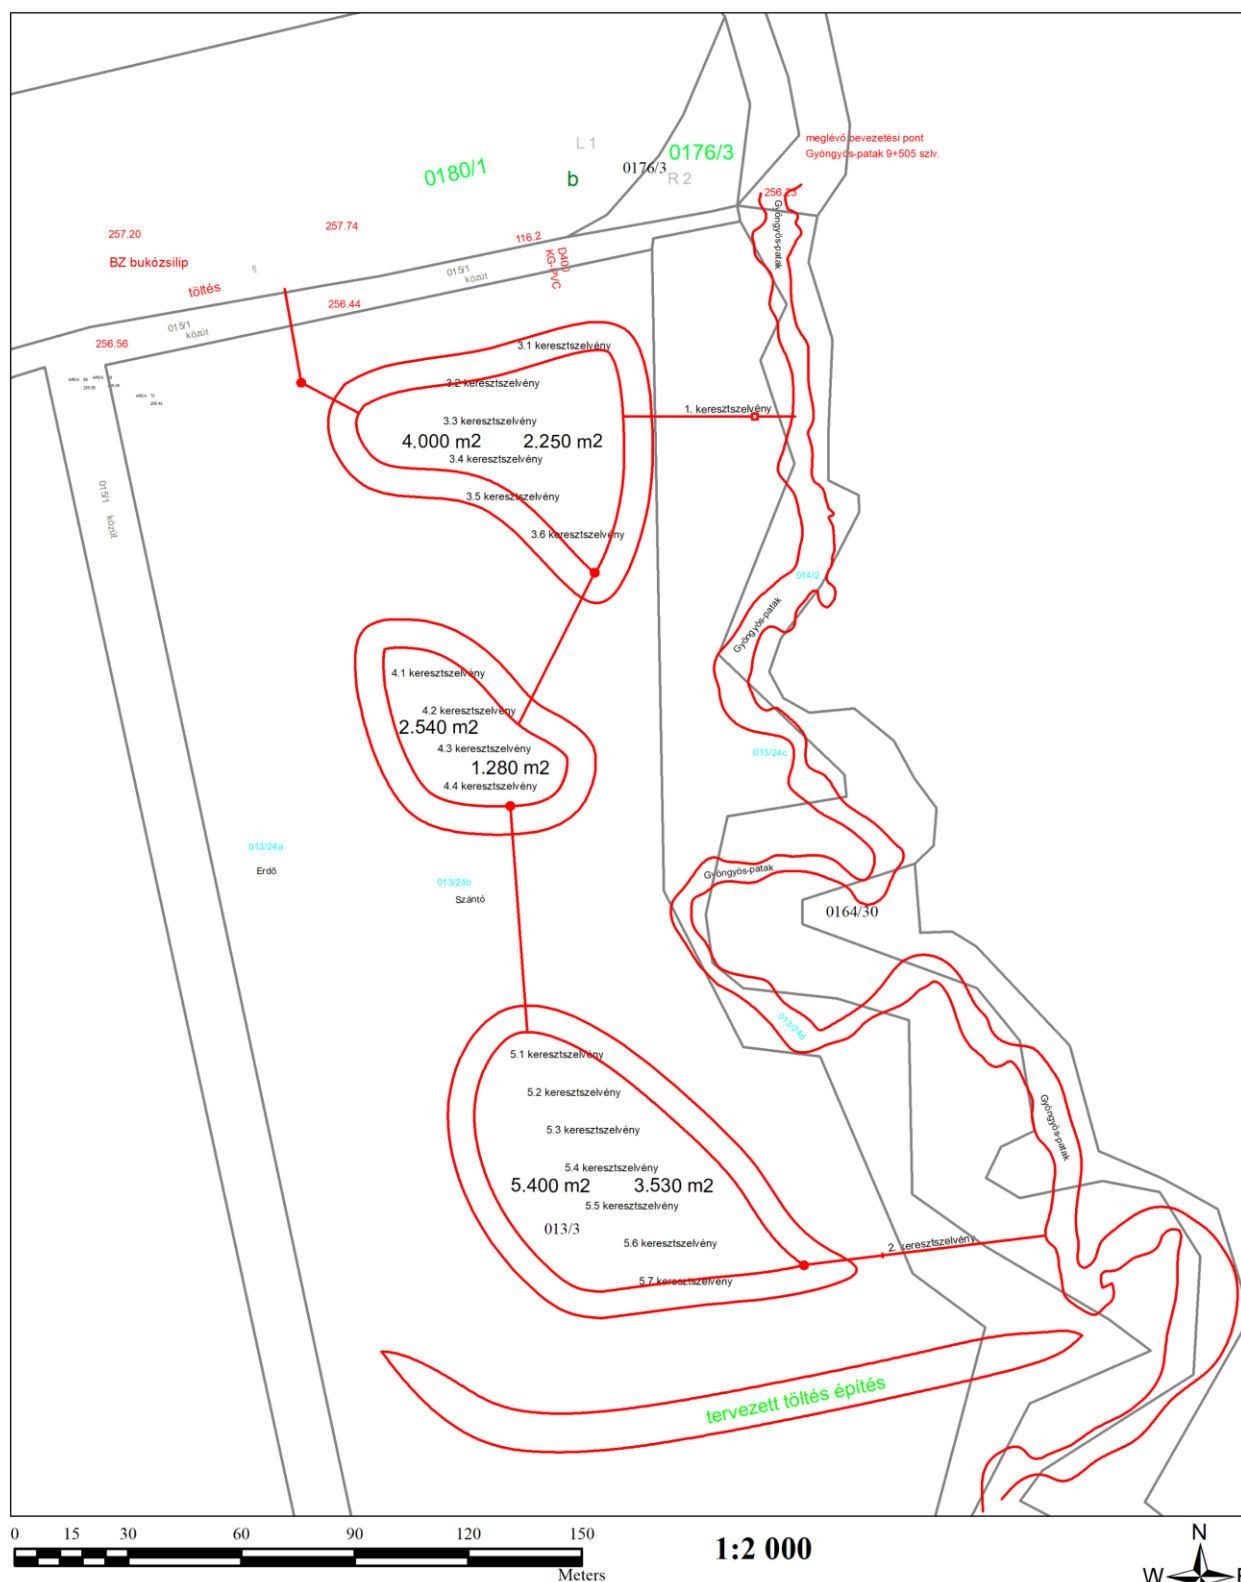 meglévő bevezetési pont
Gyöngyös-patak 9+505 szlv.
L 1
0176/3
0176/3
0180/1
b
R 2
256.23
Gyöngyös-patak
257.20
257.74
116.2
D400
KG-PVC
BZ bukózsilip
015/1
közút
töltés
256.44
015/1
közút
256.56
3.1 keresztszelvény
3.2 keresztszelvény
1. keresztszelvény
3.3 keresztszelvény
4.000 m2
2.250 m2
3.4 keresztszelvény
3.5 keresztszelvény
015/1
közút
3.6 keresztszelvény
014/2
Gyöngyös-patak
4.1 keresztszelvény
4.2 keresztszelvény
2.540 m2
4.3 keresztszelvény
013/24c
1.280 m2
4.4 keresztszelvény
013/24a
Erdő
013/24b
Szántó
Gyöngyös-patak
0164/30
013/24d
5.1 keresztszelvény
5.2 keresztszelvény
Gyöngyös-patak
5.3 keresztszelvény
5.4 keresztszelvény
5.400 m2
3.530 m2
5.5 keresztszelvény
013/3
5.6 keresztszelvény
2. keresztszelvény
5.7 keresztszelvény
tervezett töltés építés
0 15 30 60 90 120 150
Meters
1:2 000
N
W
E